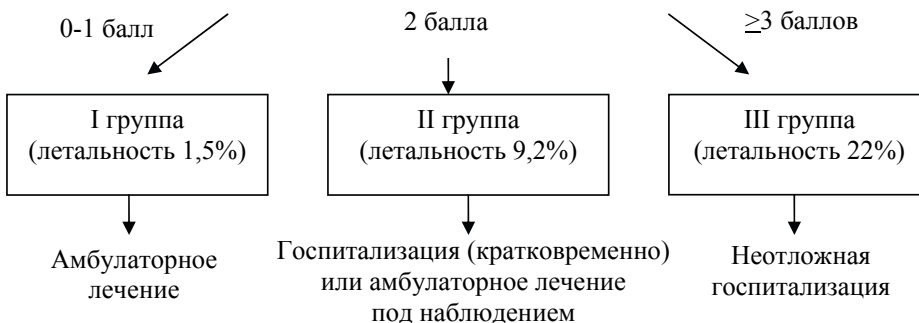 0-1 балл
2 балла
≥3 баллов
I группа
(летальность 1,5%)
II группа
(летальность 9,2%)
III группа
(летальность 22%)
Амбулаторное
лечение
Госпитализация (кратковременно)
или амбулаторное лечение
под наблюдением
Неотложная
госпитализация